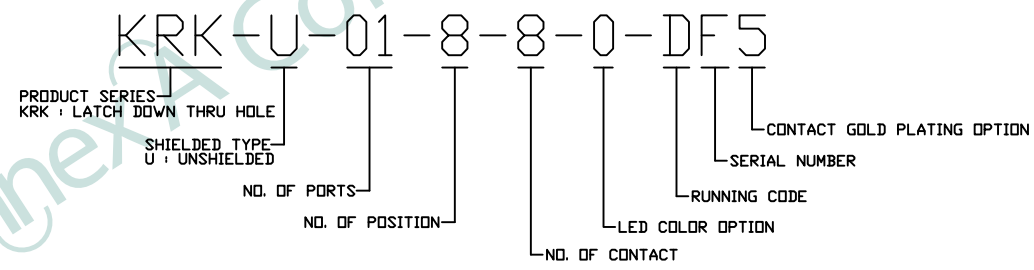 KRK-U-01-8-8-0-DF5
PRODUCT SERIES
KRK : LATCH DOWN THRU HOLE
CONTACT GOLD PLATING OPTION
SHIELDED TYPE
U : UNSHIELDED
SERIAL NUMBER
NO. OF PORTS
RUNNING CODE
NO. OF POSITION
LED COLOR OPTION
NO. OF CONTACT